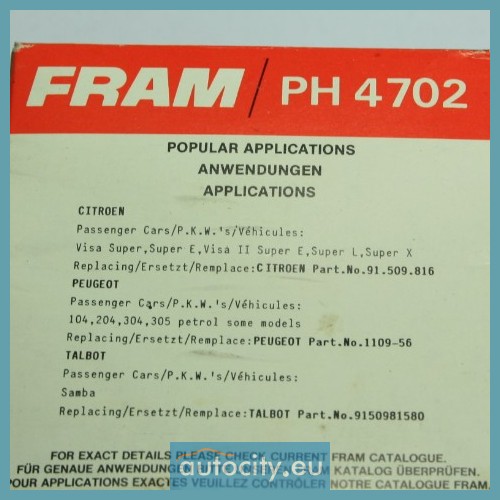 FRAM / PH 4702
POPULAR APPLICATIONS
ANWENDUNGEN
APPLICATIONS
CITROEN
Passenger Cars/P.K.W.'s/Véhicules:
Visa Super,Super E,Visa II Super E,Super L,Super X
Replacing/Ersetzt/Remplace:CITROEN Part.No.91.509.816
PEUGEOT
Passenger Cars/P.K.W.'s/Véhicules:
104,204,304,305 petrol some models
Replacing/Ersetzt/Remplace:PEUGEOT Part.No.1109-56
TALBOT
Passenger Cars/P.K.W.'s/Véhicules:
Samba
Replacing/Ersetzt/Remplace:TALBOT Part.No.9150981580
FOR EXACT DETAILS PLEASE CHECK CURRENT FRAM CATALOGUE.
FÜR GENAUE ANWENDUNGE FRAM KATALOG ÜBERPRÜFEN.
POUR APPLICATIONS EXACTES VEUILLEZ CONTRÔLER NOTRE CATALOGUE FRAM.
autocity.eu